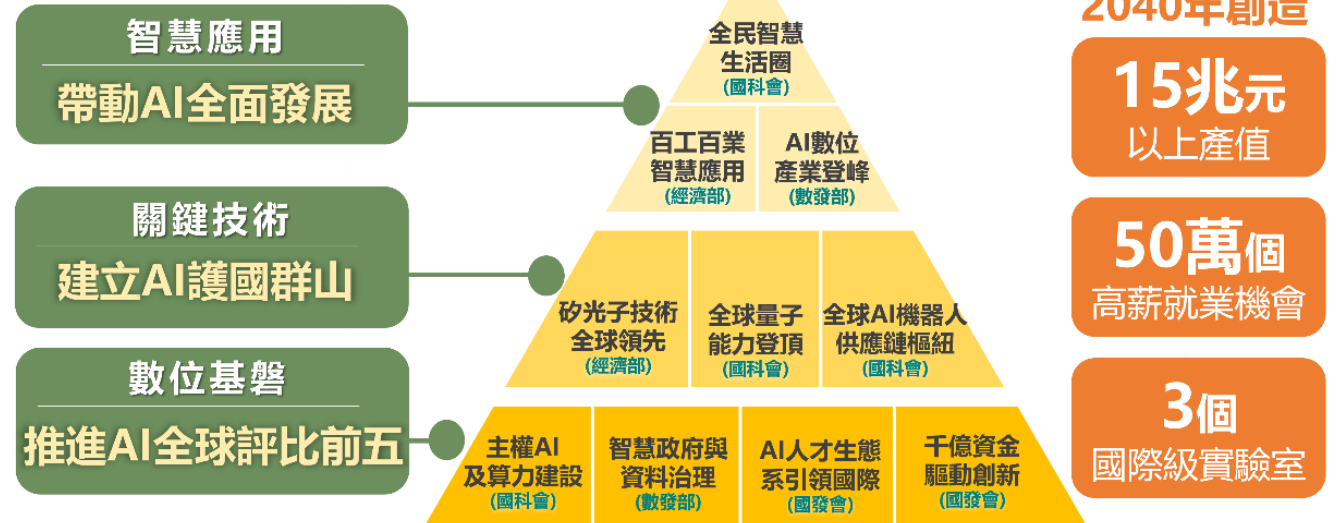 智慧應用
帶動AI全面發展
關鍵技術
建立AI護國群山
數位基磐
推進AI全球評比前五
全民智慧
生活圈
(國科會)
百工百業
智慧應用
(經濟部)
AI數位
產業登峰
(數發部)
矽光子技術
全球領先
(經濟部)
全球量子
能力登頂
(國科會)
全球AI機器人
供應鏈樞紐
(國科會)
主權AI
及算力建設
(國科會)
智慧政府與
資料治理
(數發部)
AI人才生態
系引領國際
(國發會)
千億資金
驅動創新
(國發會)
2040年創造
15兆元
以上產值
50萬個
高薪就業機會
3個
國際級實驗室